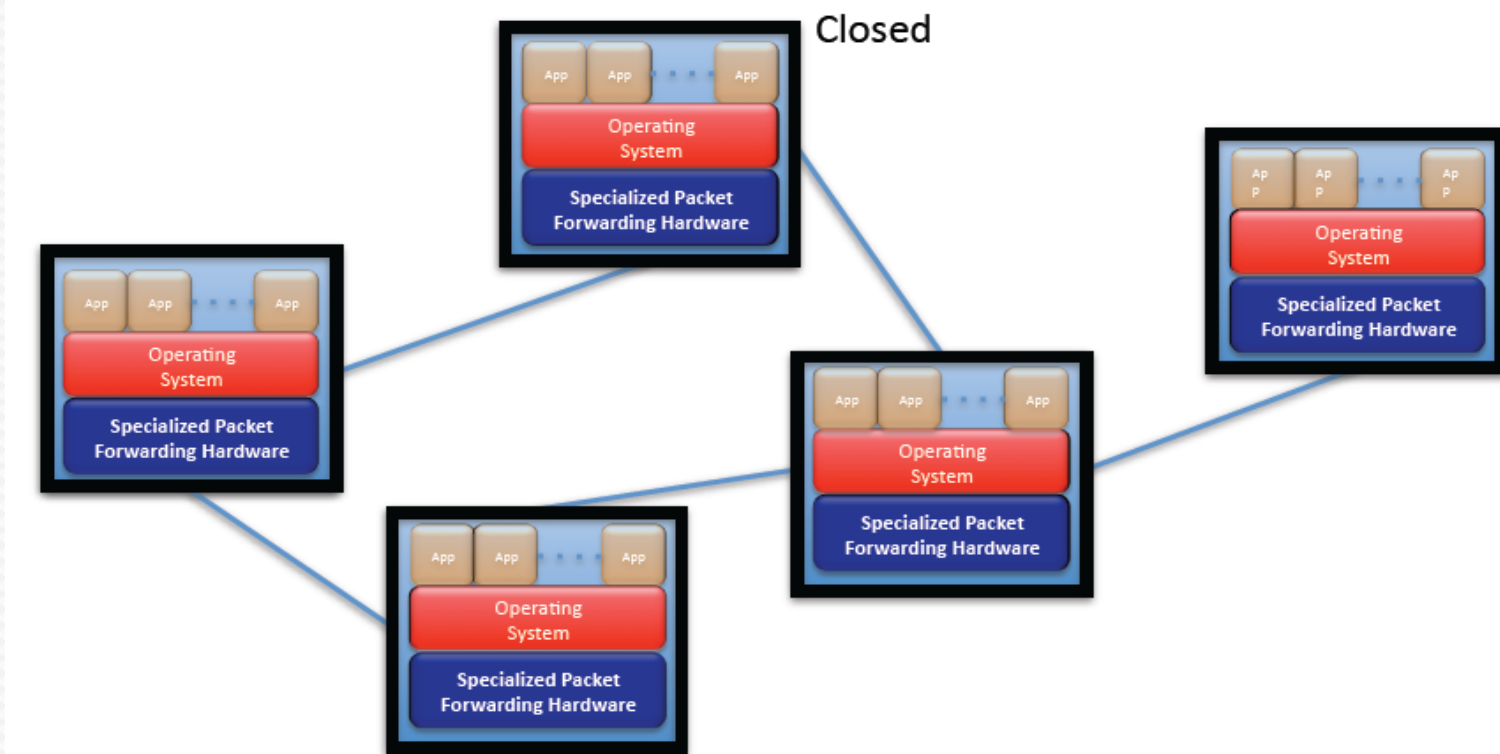 Closed
App App App
Operating
System
Specialized Packet
Forwarding Hardware
Ap Ap Ap
p p p
Operating
System
Specialized Packet
Forwarding Hardware
App App App
Operating
System
Specialized Packet
Forwarding Hardware
App App App
Operating
System
Specialized Packet
Forwarding Hardware
App App App
Operating
System
Specialized Packet
Forwarding Hardware